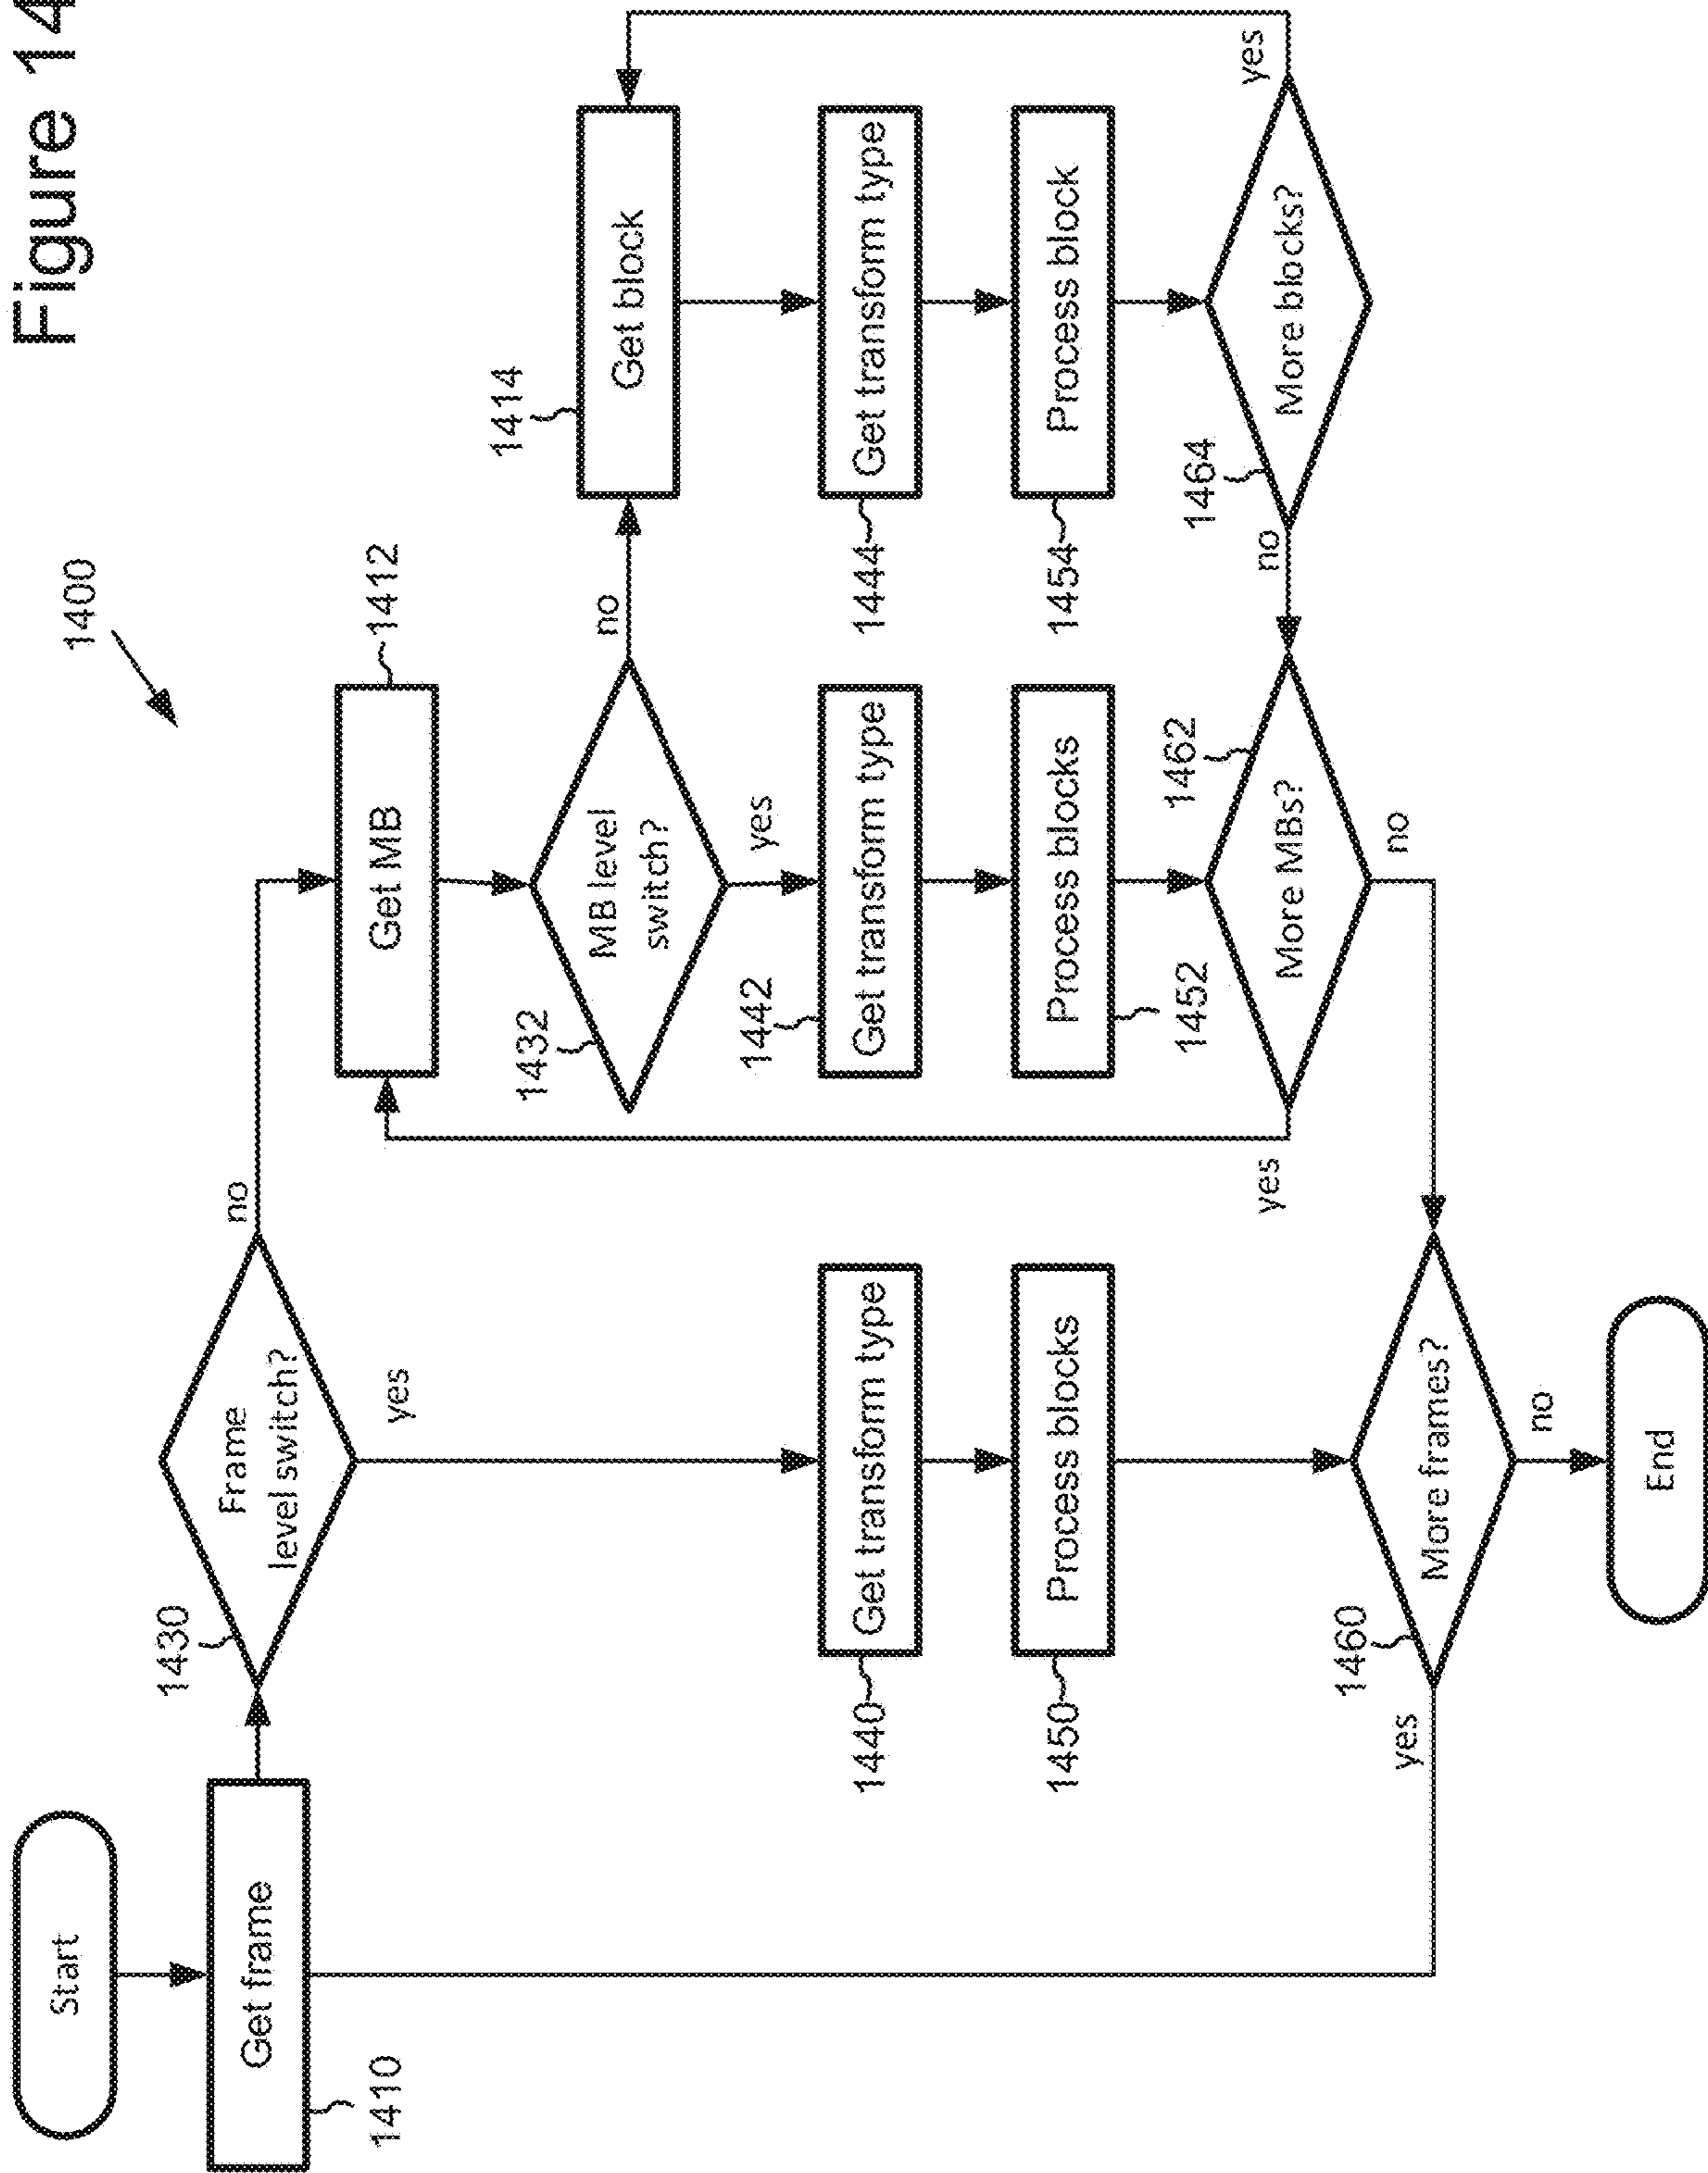 Figure 14
1400
Start
Get frame
1410
1430
Frame
level switch?
no
yes
Get MB
1412
1432
MB level
switch?
no
yes
1414
Get block
1440
Get transform type
1442
Get transform type
1444
Get transform type
1450
Process blocks
Process blocks
1452
1454
Process block
1464
More blocks?
yes
no
1462
More MBs?
yes
no
1460
More frames?
yes
no
End